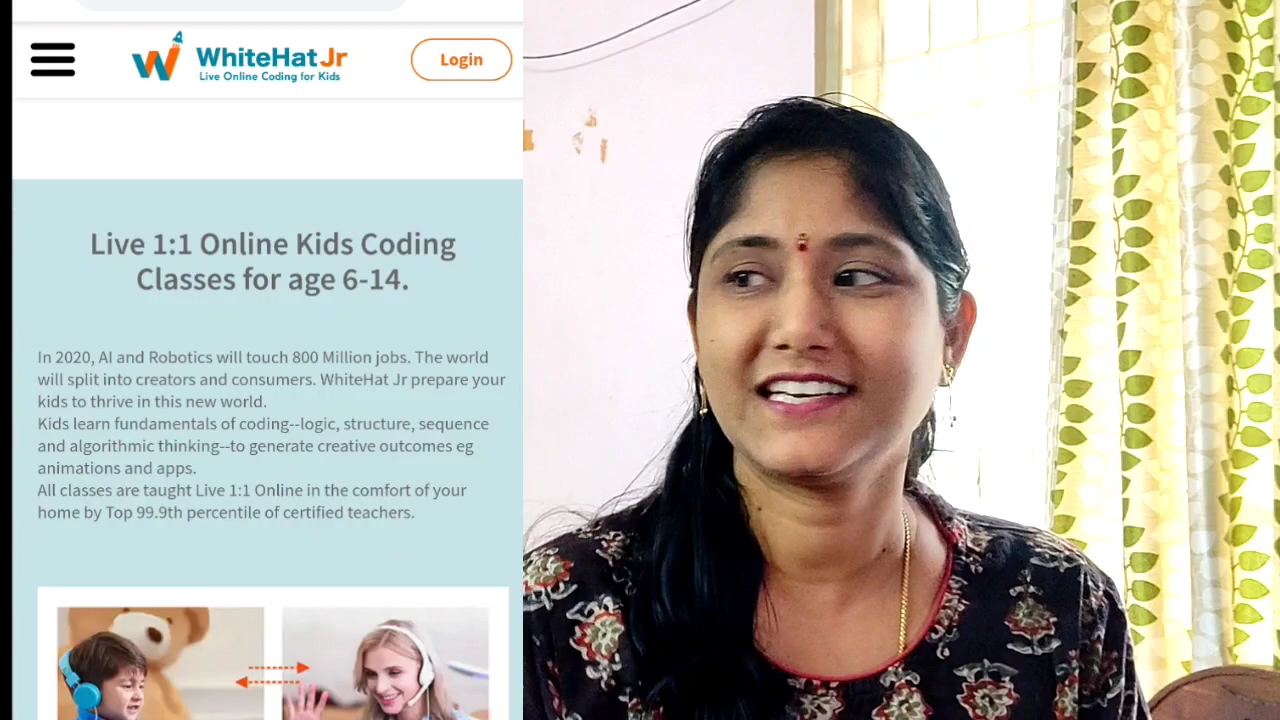 WhiteHat Jr
Live Online Coding for Kids
Login
Live 1:1 Online Kids Coding
Classes for age 6-14.
In 2020, AI and Robotics will touch 800 Million jobs. The world
will split into creators and consumers. WhiteHat Jr prepare your
kids to thrive in this new world.
Kids learn fundamentals of coding--logic, structure, sequence
and algorithmic thinking--to generate creative outcomes eg
animations and apps.
All classes are taught Live 1:1 Online in the comfort of your
home by Top 99.9th percentile of certified teachers.